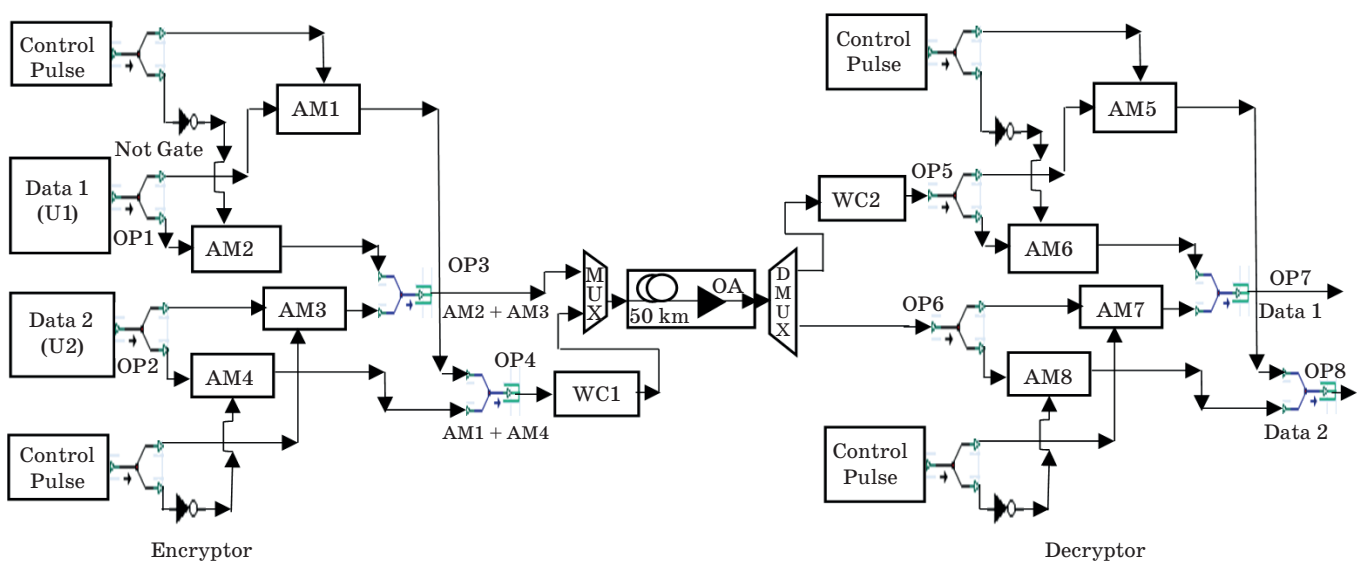 Control
Pulse
AM1
Not Gate
Data 1
(U1)
OP1
AM2
OP3
AM2 + AM3
Data 2
(U2)
OP2
AM3
AM4
OP4
AM1 + AM4
WC1
Control
Pulse
Encryptor
MUX
50 km
OA
DMUX
WC2
Control
Pulse
AM5
OP5
AM6
OP7
Data 1
OP6
AM7
AM8
OP8
Data 2
Control
Pulse
Decryptor